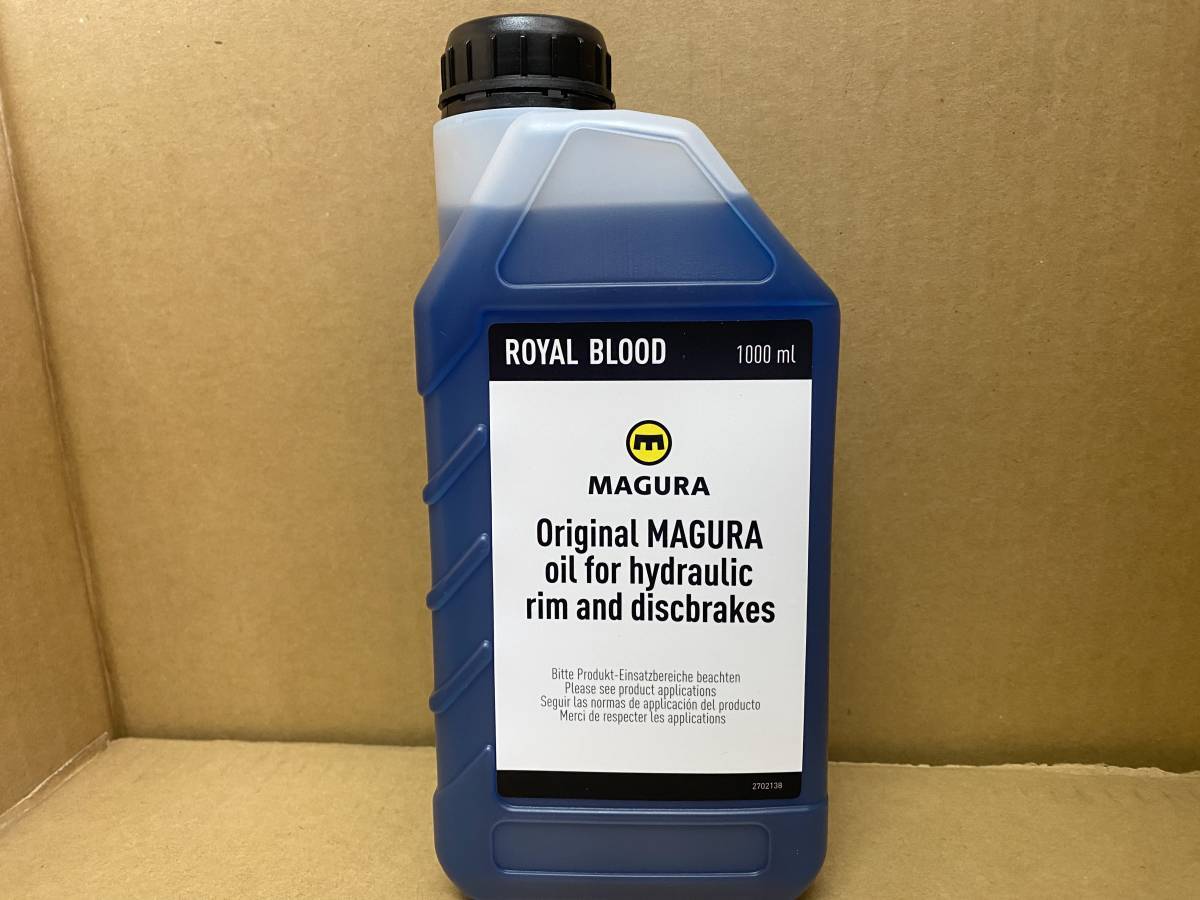 ROYAL BLOOD 1000 ml
MAGURA
Original MAGURA
oil for hydraulic
rim and discbrakes
Bitte Produkt-Einsatzbereiche beachten
Please see product applications
Seguir las normas de aplicación del producto
Merci de respecter les applications
2702138